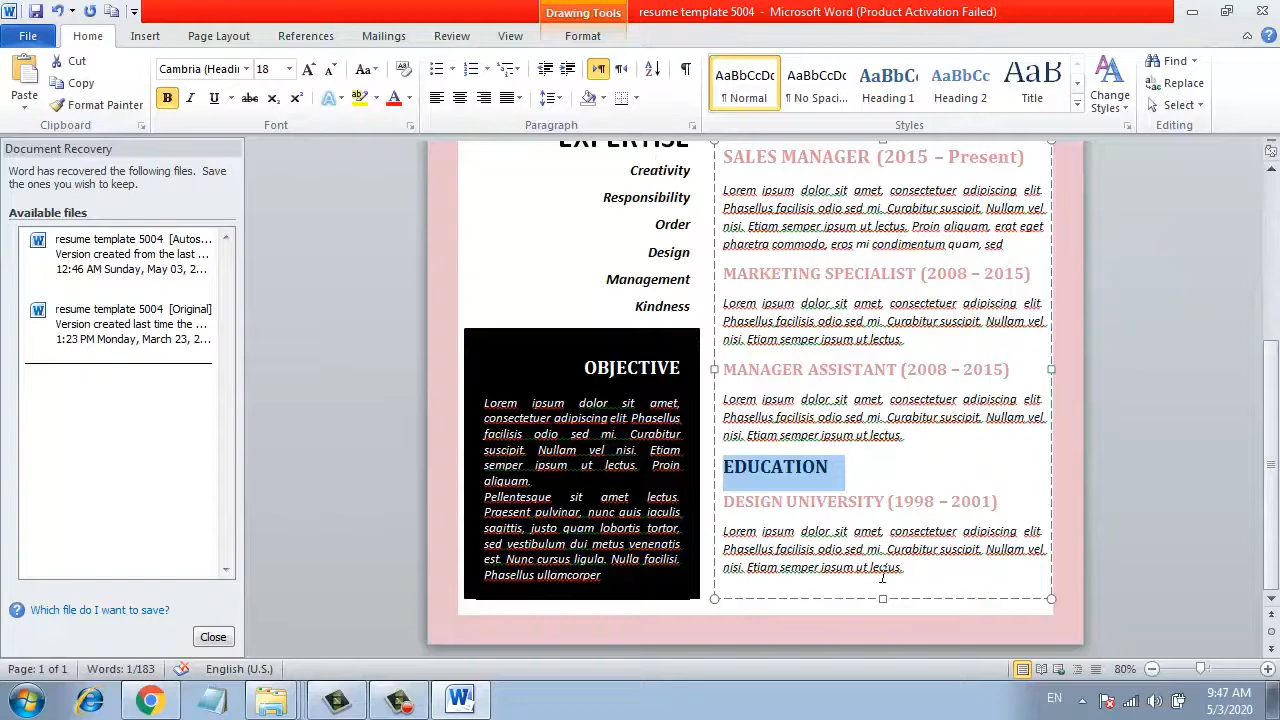 Drawing Tools
resume template 5004 - Microsoft Word (Product Activation Failed)
File
Home
Insert
Page Layout
References
Mailings
Review
View
Format
Paste
Cut
Copy
Format Painter
Clipboard
Cambria (Headi
18
Font
Paragraph
AaBbCcDc
¶ Normal
AaBbCcDc
¶ No Spaci...
AaBbCc
Heading 1
AaBbCc
Heading 2
AaB
Title
Change
Styles
Styles
Find
Replace
Select
Editing
Document Recovery
Word has recovered the following files. Save
the ones you wish to keep.
Available files
resume template 5004 [Autos...
Version created from the last ...
12:46 AM Sunday, May 03, 2...
resume template 5004 [Original]
Version created last time the ...
1:23 PM Monday, March 23, 2...
Which file do I want to save?
Close
EXPERTISE
Creativity
Responsibility
Order
Design
Management
Kindness
OBJECTIVE
Lorem ipsum dolor sit amet,
consectetuer adipiscing elit. Phasellus
facilisis odio sed mi. Curabitur
suscipit. Nullam vel nisi. Etiam
semper ipsum ut lectus. Proin
aliquam.
Pellentesque sit amet lectus.
Praesent pulvinar, nunc quis iaculis
sagittis, justo quam lobortis tortor,
sed vestibulum dui metus venenatis
est. Nunc cursus ligula. Nulla facilisi.
Phasellus ullamcorper
SALES MANAGER (2015 – Present)
Lorem ipsum dolor sit amet, consectetuer adipiscing elit.
Phasellus facilisis odio sed mi. Curabitur suscipit. Nullam vel
nisi. Etiam semper ipsum ut lectus. Proin aliquam, erat eget
pharetra commodo, eros mi condimentum quam, sed
MARKETING SPECIALIST (2008 – 2015)
Lorem ipsum dolor sit amet, consectetuer adipiscing elit.
Phasellus facilisis odio sed mi. Curabitur suscipit. Nullam vel
nisi. Etiam semper ipsum ut lectus.
MANAGER ASSISTANT (2008 – 2015)
Lorem ipsum dolor sit amet, consectetuer adipiscing elit.
Phasellus facilisis odio sed mi. Curabitur suscipit. Nullam vel
nisi. Etiam semper ipsum ut lectus.
EDUCATION
DESIGN UNIVERSITY (1998 – 2001)
Lorem ipsum dolor sit amet, consectetuer adipiscing elit.
Phasellus facilisis odio sed mi. Curabitur suscipit. Nullam vel
nisi. Etiam semper ipsum ut lectus.
Page: 1 of 1
Words: 1/183
English (U.S.)
80%
EN
9:47 AM
5/3/2020